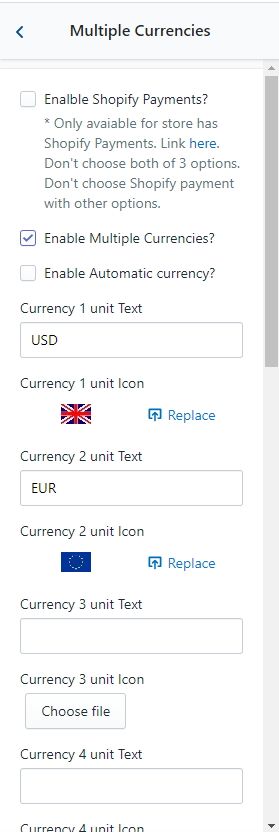 Multiple Currencies
Enalble Shopify Payments?
* Only avaiable for store has
Shopify Payments. Link here.
Don't choose both of 3 options.
Don't choose Shopify payment
with other options.
Enable Multiple Currencies?
Enable Automatic currency?
Currency 1 unit Text
USD
Currency 1 unit Icon
Replace
Currency 2 unit Text
EUR
Currency 2 unit Icon
Replace
Currency 3 unit Text
Currency 3 unit Icon
Choose file
Currency 4 unit Text
Currency 4 unit Icon